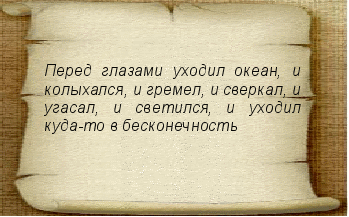 Перед глазами уходил океан, и
колыхался, и гремел, и сверкал, и
угасал, и светился, и уходил
куда-то в бесконечность